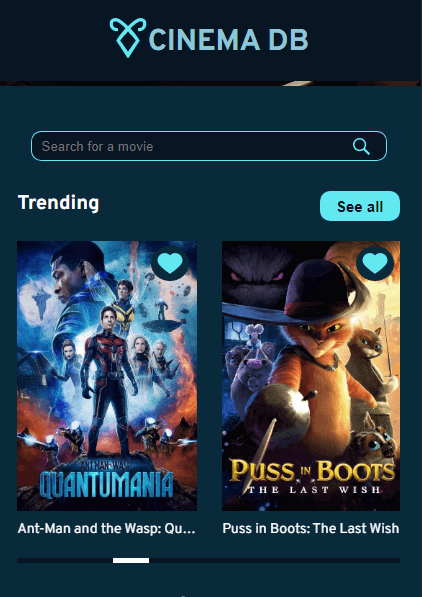 CINEMA DB
Search for a movie
Trending
See all
ANT-MAN AND THE WASP
QUANTUMANIA
PUSS IN BOOTS
THE LAST WISH
Ant-Man and the Wasp: Qu...
Puss in Boots: The Last Wish